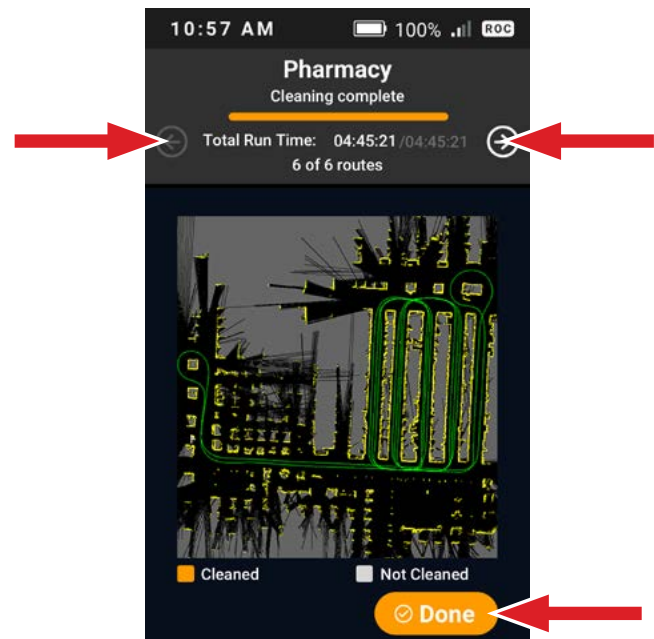 10:57 AM 100% ROC
Pharmacy
Cleaning complete
Total Run Time: 04:45:21/04:45:21
6 of 6 routes
Cleaned Not Cleaned
Done